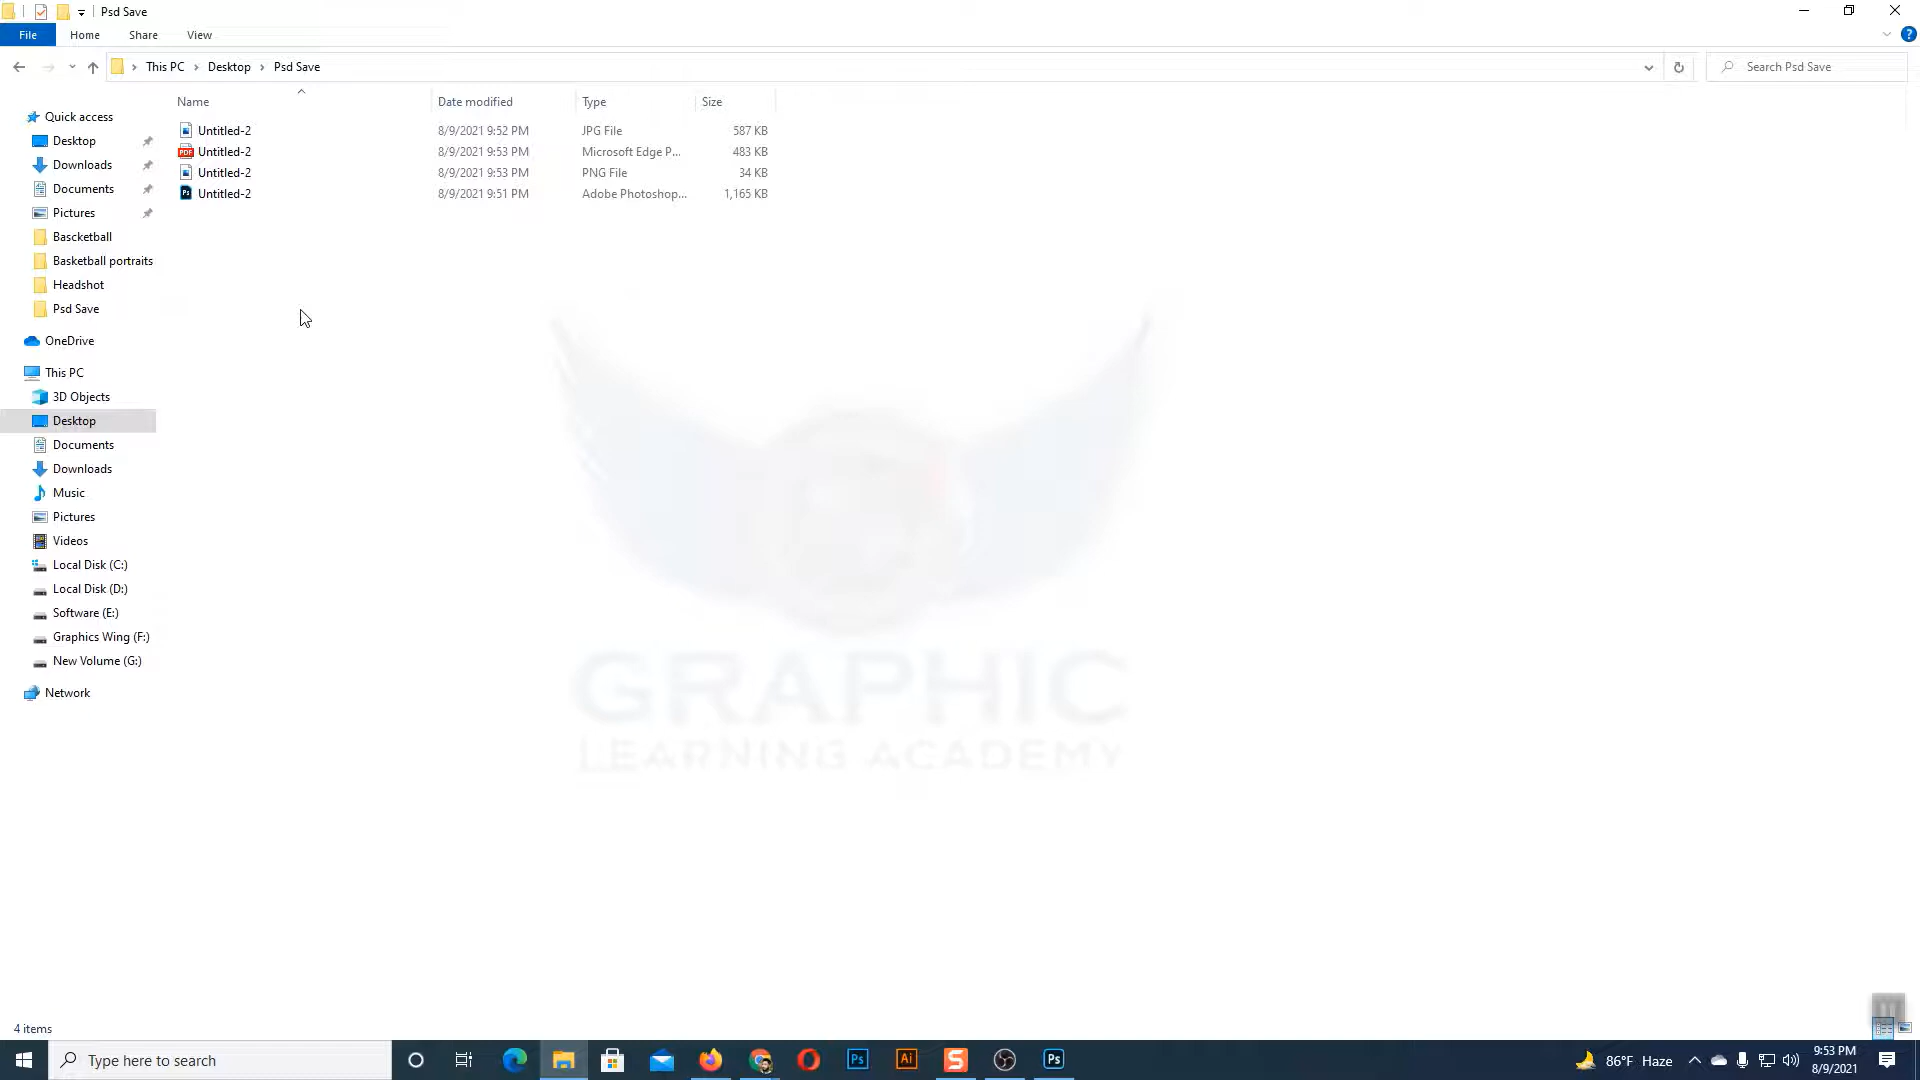 Psd Save
File Home Share View
This PC Desktop Psd Save
Search Psd Save
Name Date modified Type Size
Untitled-2 8/9/2021 9:52 PM JPG File 587 KB
Untitled-2 8/9/2021 9:53 PM Microsoft Edge P... 483 KB
Untitled-2 8/9/2021 9:53 PM PNG File 34 KB
Untitled-2 8/9/2021 9:51 PM Adobe Photoshop... 1,165 KB
Quick access
Desktop
Downloads
Documents
Pictures
Bascketball
Basketball portraits
Headshot
Psd Save
OneDrive
This PC
3D Objects
Desktop
Documents
Downloads
Music
Pictures
Videos
Local Disk (C:)
Local Disk (D:)
Software (E:)
Graphics Wing (F:)
New Volume (G:)
Network
GRAPHIC
LEARNING ACADEMY
4 items
Type here to search
Ps
Ai
S
Ps
86°F Haze
9:53 PM
8/9/2021